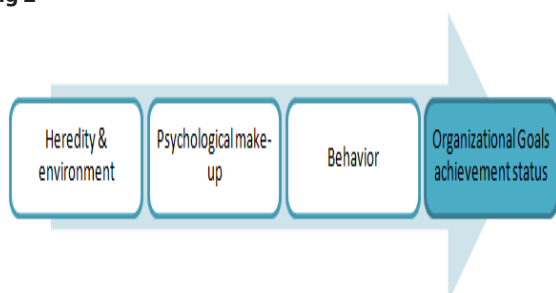 Heredity &
environment
Psychological make-
up
Behavior
Organizational Goals
achievement status